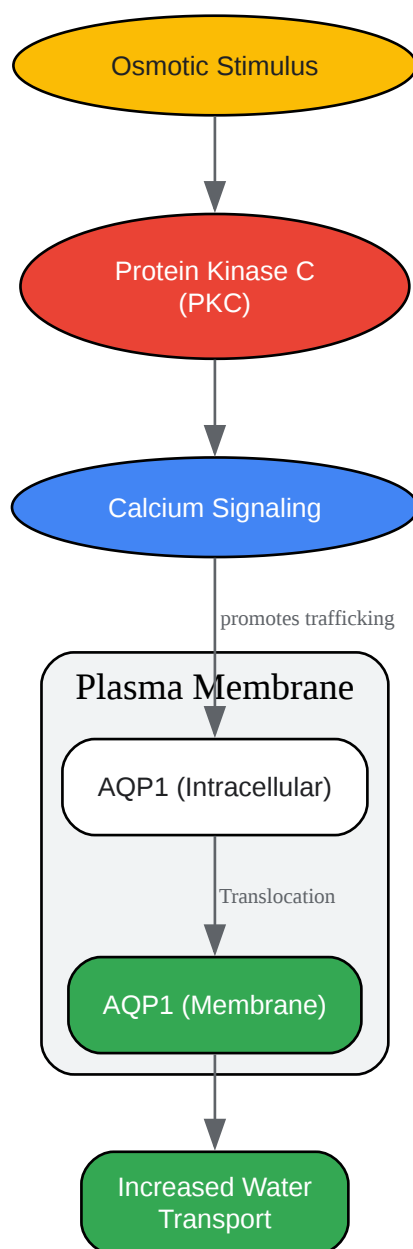 Osmotic Stimulus
Protein Kinase C
(PKC)
Calcium Signaling
promotes trafficking
Plasma Membrane
AQP1 (Intracellular)
Translocation
AQP1 (Membrane)
Increased Water
Transport